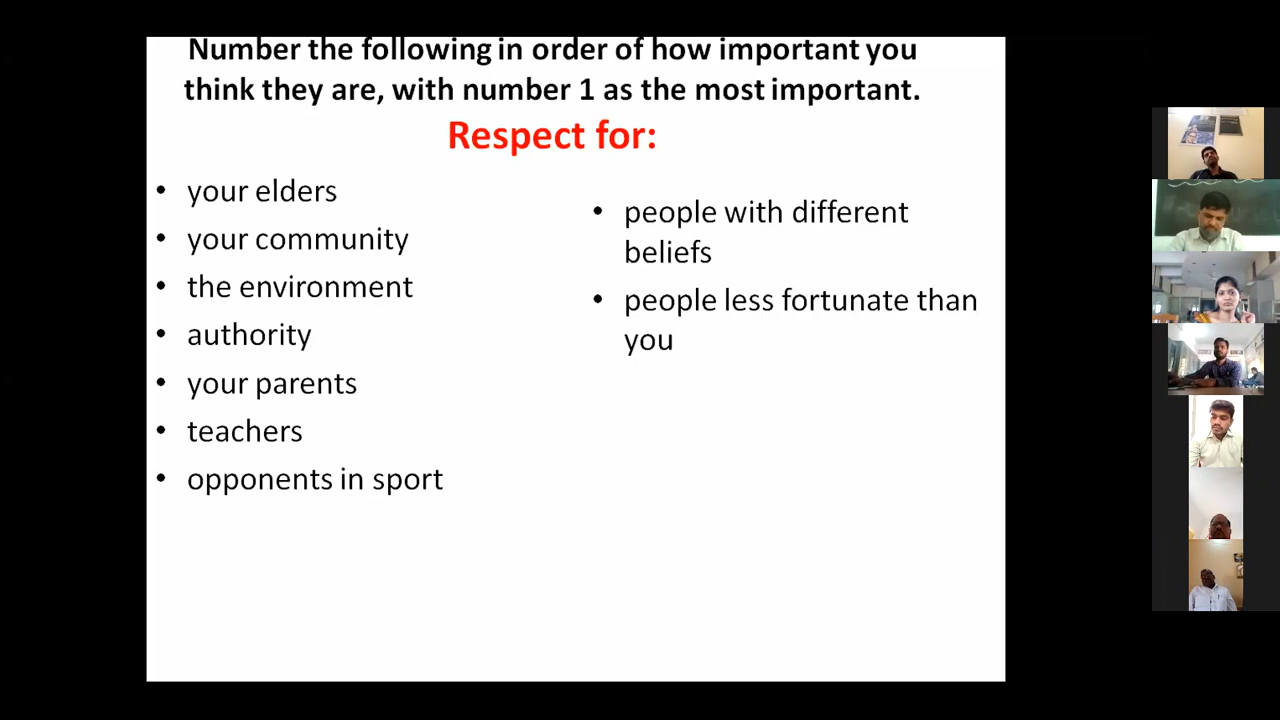 Number the following in order of how important you
think they are, with number 1 as the most important.
Respect for:
• your elders
• your community
• the environment
• authority
• your parents
• teachers
• opponents in sport
• people with different
beliefs
• people less fortunate than
you